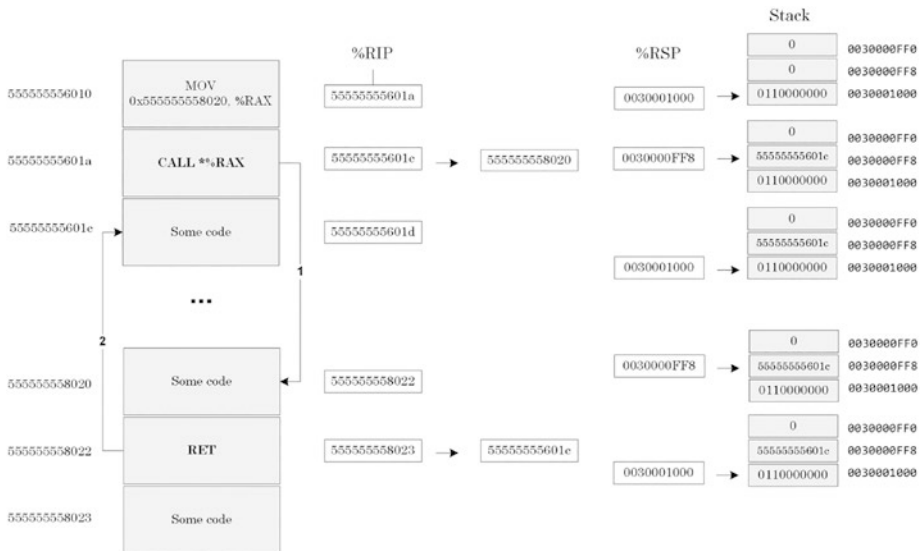 Stack
%RIP
%RSP
0 0030000FF0
0 0030000FF8
555555556010
MOV
0x555555558020, %RAX
55555555601a
0030001000
0110000000 0030001000
0 0030000FF0
55555555601a
CALL *%RAX
55555555601c
555555558020
0030000FF8
55555555601c 0030000FF8
0110000000 0030001000
0 0030000FF0
55555555601c
Some code
55555555601d
55555555601c 0030000FF8
0030001000
0110000000 0030001000
1
...
2
0 0030000FF0
0030000FF8
55555555601c 0030000FF8
555555558020
Some code
555555558022
0110000000 0030001000
0 0030000FF0
555555558022
RET
555555558023
55555555601c
55555555601c 0030000FF8
0030001000
0110000000 0030001000
555555558023
Some code